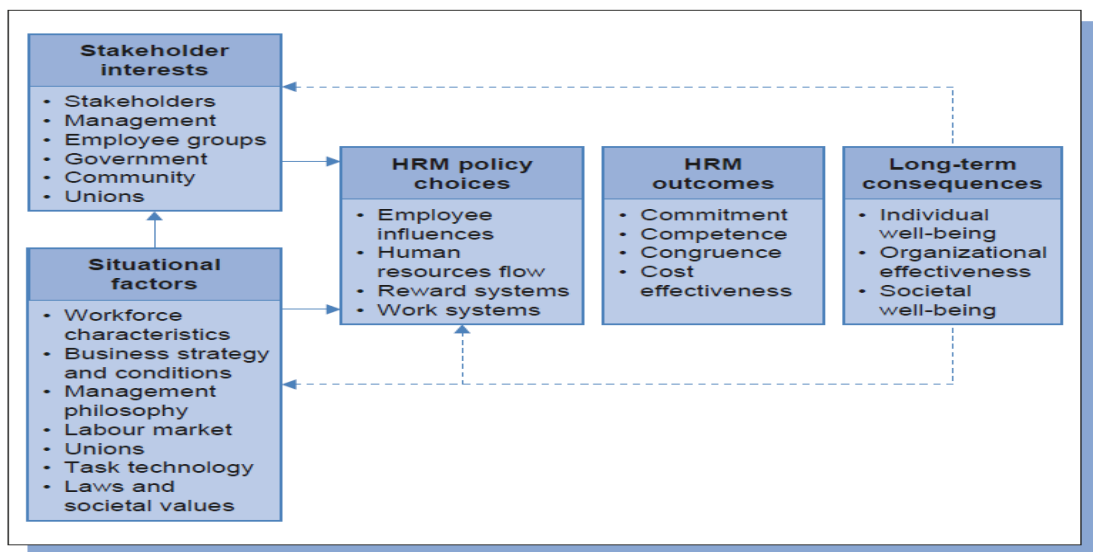 Stakeholder
interests
• Stakeholders
• Management
• Employee groups
• Government
• Community
• Unions
Situational
factors
• Workforce
characteristics
• Business strategy
and conditions
• Management
philosophy
• Labour market
• Unions
• Task technology
• Laws and
societal values
HRM policy
choices
• Employee
influences
• Human
resources flow
• Reward systems
• Work systems
HRM
outcomes
• Commitment
• Competence
• Congruence
• Cost
effectiveness
Long-term
consequences
• Individual
well-being
• Organizational
effectiveness
• Societal
well-being